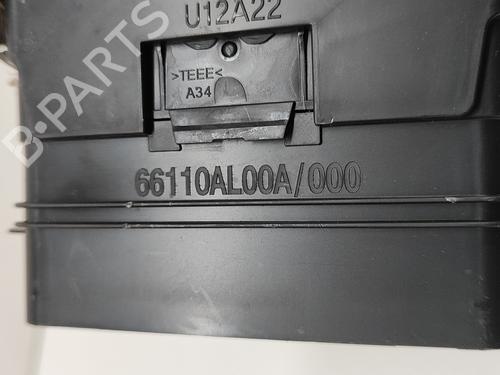 U12A22
>TEEE<
A34
66110AL00A/000
B-PARTS